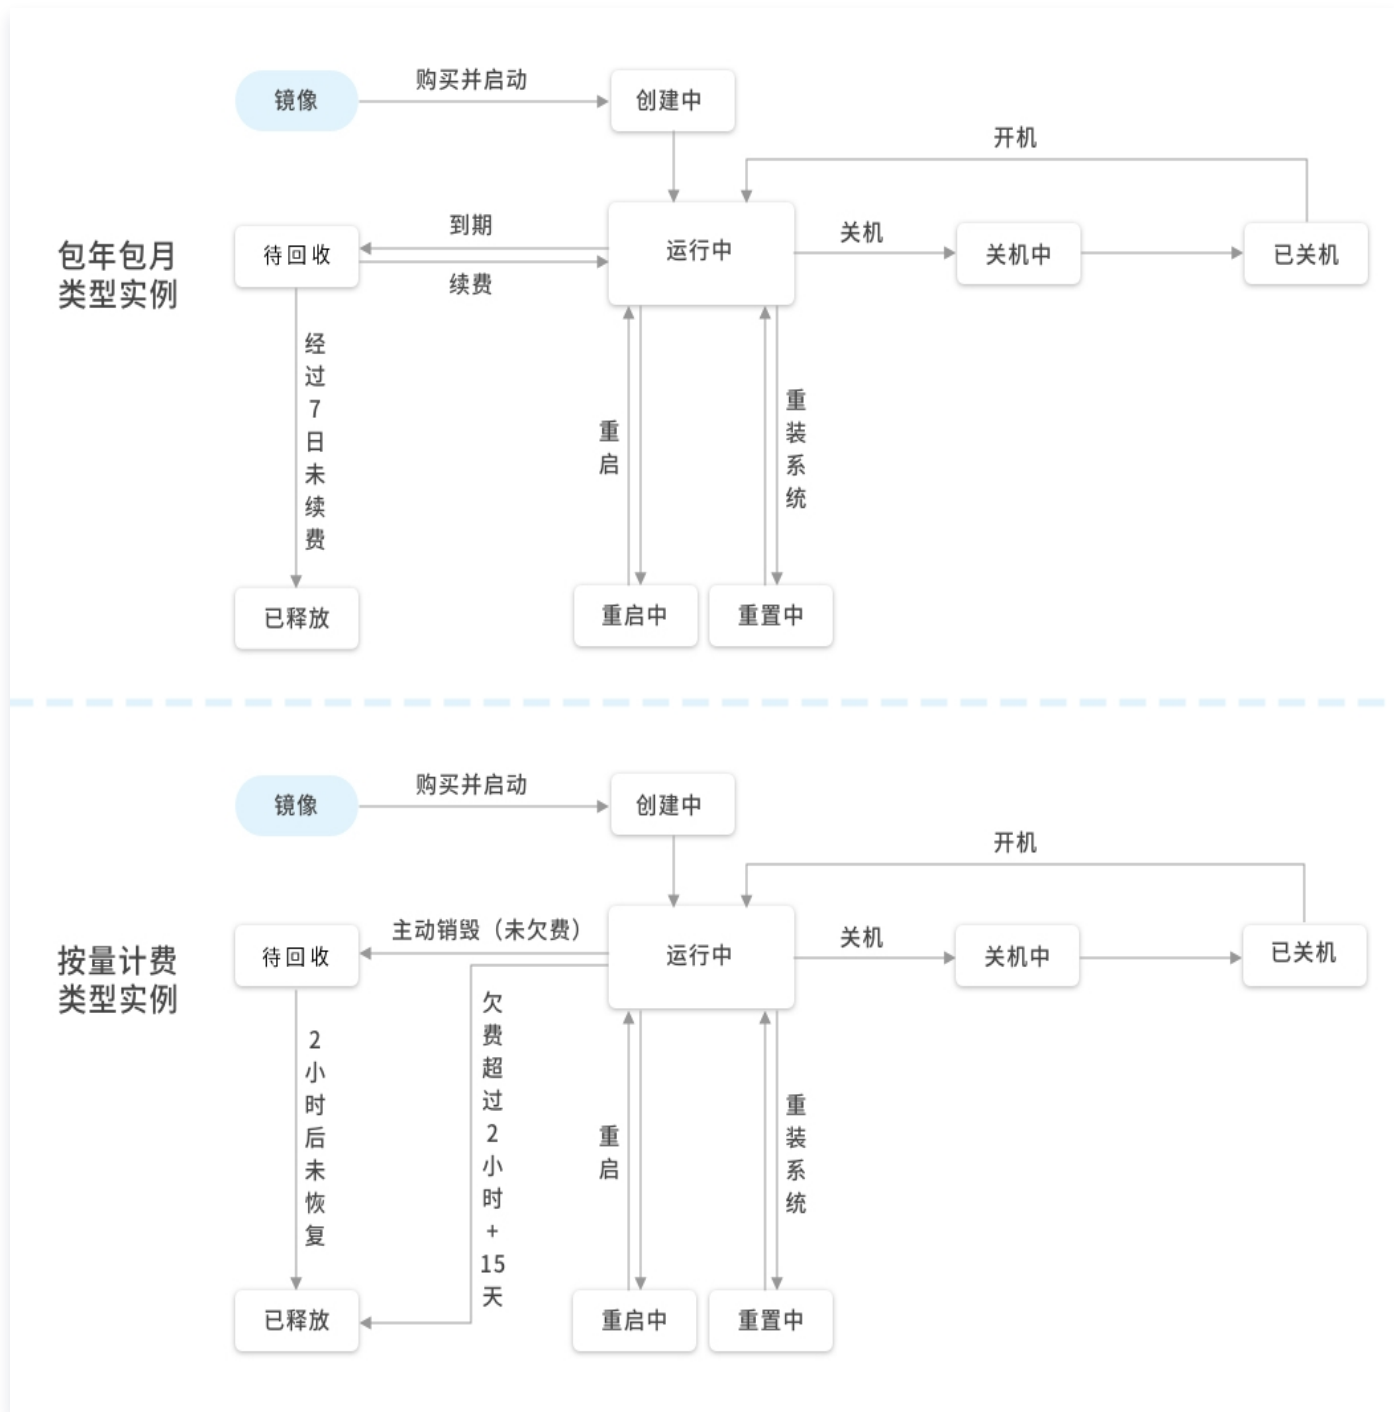 镜像
购买并启动
创建中
开机
包年包月
类型实例
待回收
到期
续费
运行中
关机
关机中
已关机
经过7日未续费
重启
重装系统
已释放
重启中
重置中
镜像
购买并启动
创建中
开机
按量计费
类型实例
待回收
主动销毁（未欠费）
运行中
关机
关机中
已关机
2小时后未恢复
欠费超过2小时+15天
重启
重装系统
已释放
重启中
重置中